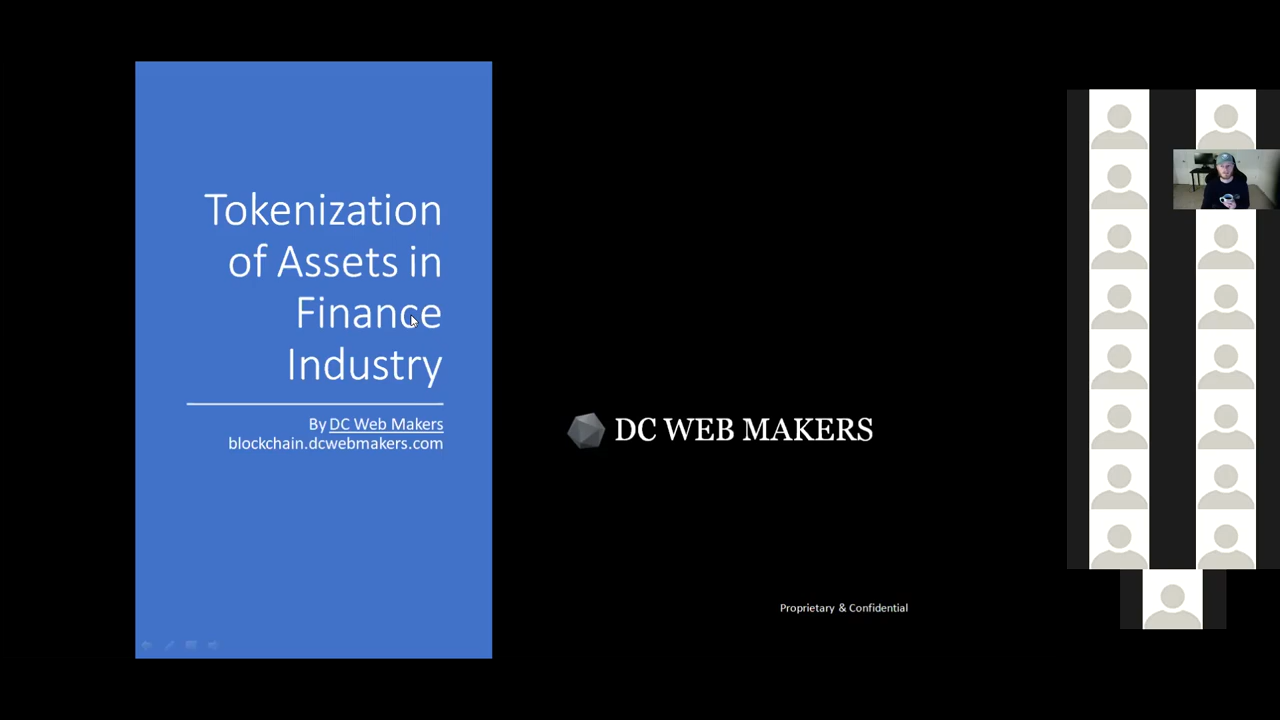 Tokenization
of Assets in
Finance
Industry
By DC Web Makers
blockchain.dcwebmakers.com
DC WEB MAKERS
Proprietary & Confidential